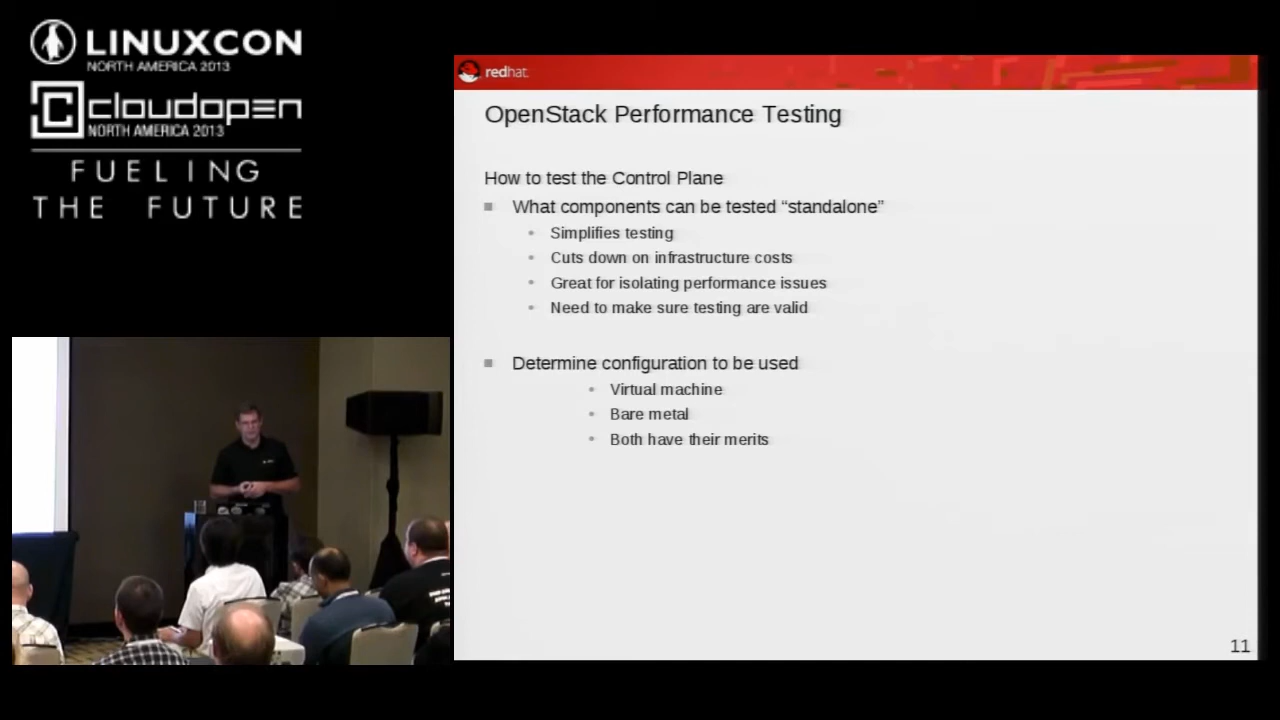 LINUXCON
NORTH AMERICA 2013
cloudopen
NORTH AMERICA 2013
FUELING
THE FUTURE
redhat.
OpenStack Performance Testing
How to test the Control Plane
What components can be tested “standalone”
Simplifies testing
Cuts down on infrastructure costs
Great for isolating performance issues
Need to make sure testing are valid
Determine configuration to be used
Virtual machine
Bare metal
Both have their merits
11